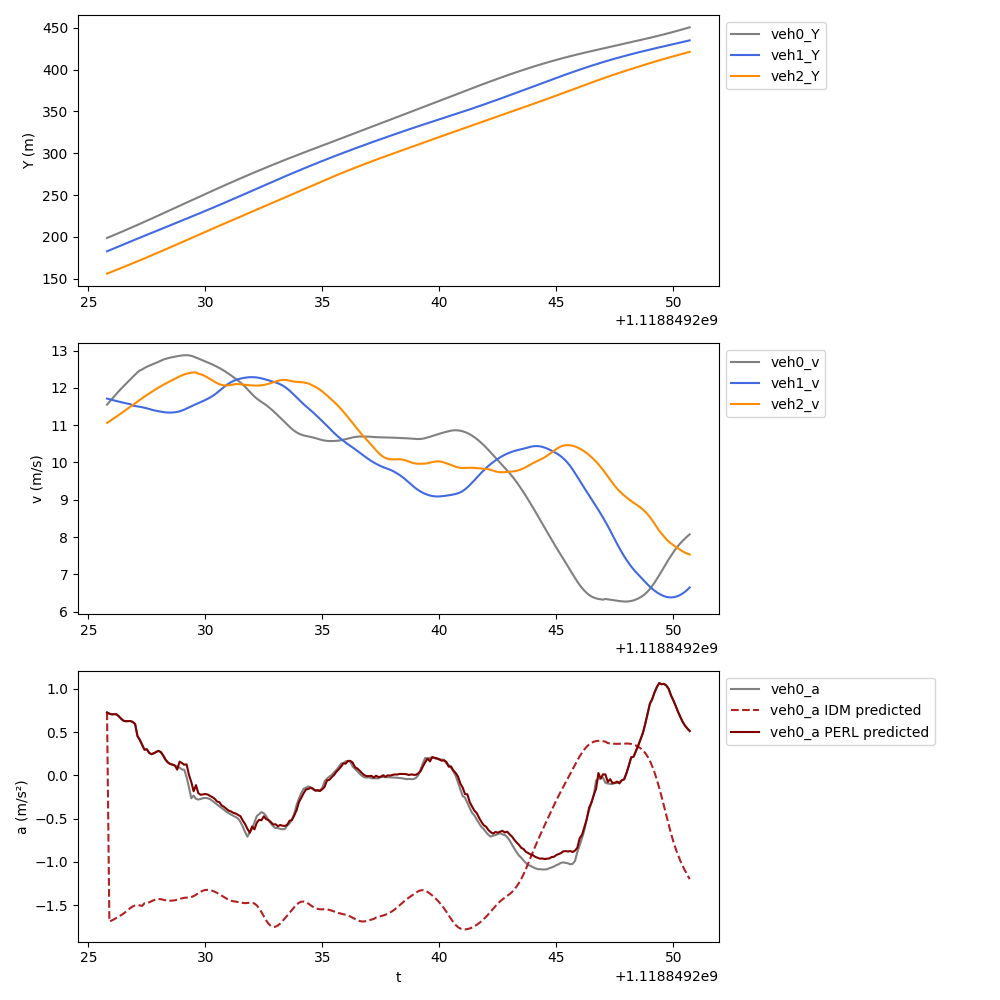 450
400
350
300
250
200
150
Y (m)
25 30 35 40 45 50
+1.1188492e9
veh0_Y
veh1_Y
veh2_Y
13
12
11
10
9
8
7
6
v (m/s)
25 30 35 40 45 50
+1.1188492e9
veh0_v
veh1_v
veh2_v
1.0
0.5
0.0
−0.5
−1.0
−1.5
a (m/s²)
25 30 35 40 45 50
t
+1.1188492e9
veh0_a
veh0_a IDM predicted
veh0_a PERL predicted